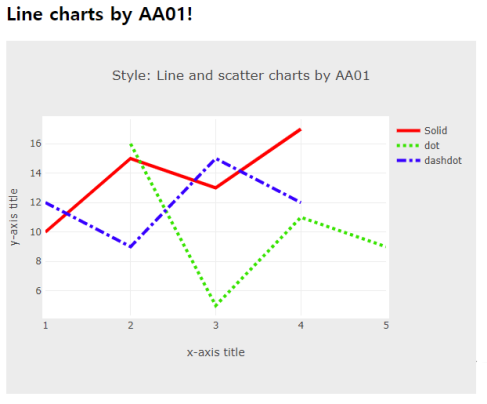 Line charts by AA01!
Style: Line and scatter charts by AA01
Solid
dot
dashdot
y-axis title
16
14
12
10
8
6
1 2 3 4 5
x-axis title